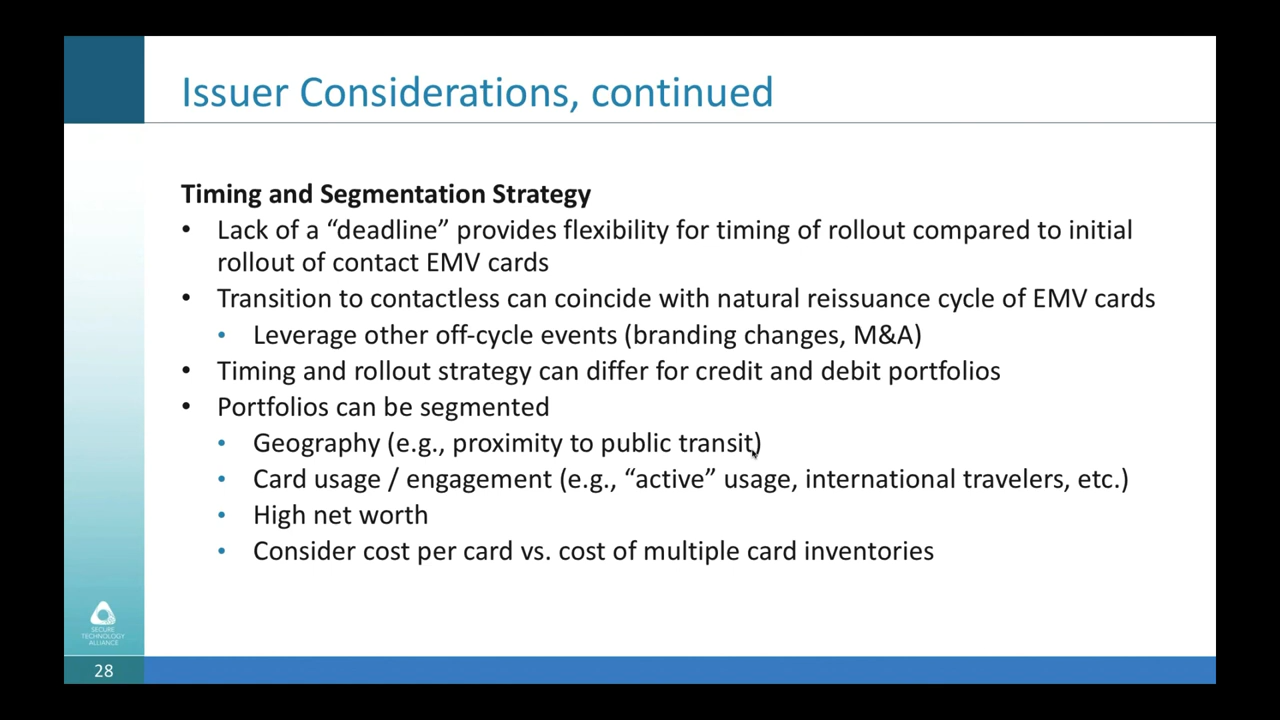 Issuer Considerations, continued
Timing and Segmentation Strategy
• Lack of a “deadline” provides flexibility for timing of rollout compared to initial
rollout of contact EMV cards
• Transition to contactless can coincide with natural reissuance cycle of EMV cards
• Leverage other off-cycle events (branding changes, M&A)
• Timing and rollout strategy can differ for credit and debit portfolios
• Portfolios can be segmented
• Geography (e.g., proximity to public transit)
• Card usage / engagement (e.g., “active” usage, international travelers, etc.)
• High net worth
• Consider cost per card vs. cost of multiple card inventories
SECURE
TECHNOLOGY
ALLIANCE
28